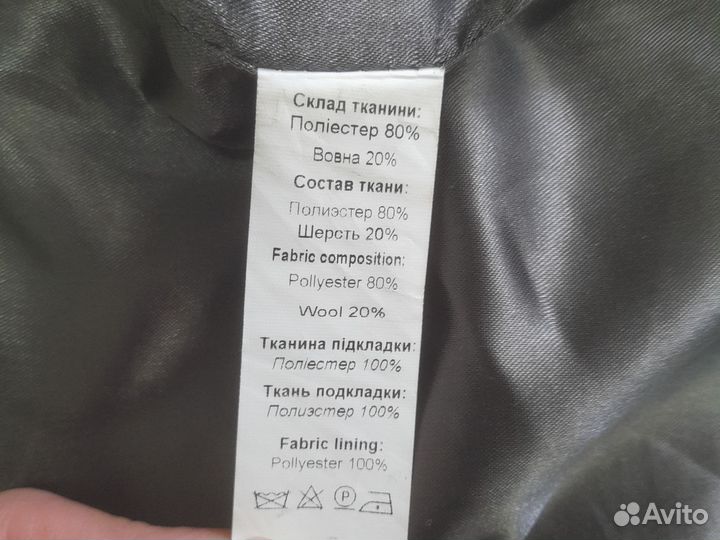 Склад тканини:
Поліестер 80%
Вовна 20%
Состав ткани:
Полиэстер 80%
Шерсть 20%
Fabric composition:
Pollyester 80%
Wool 20%
Тканина підкладки:
Поліестер 100%
Ткань подкладки:
Полиэстер 100%
Fabric lining:
Pollyester 100%
P
Avito